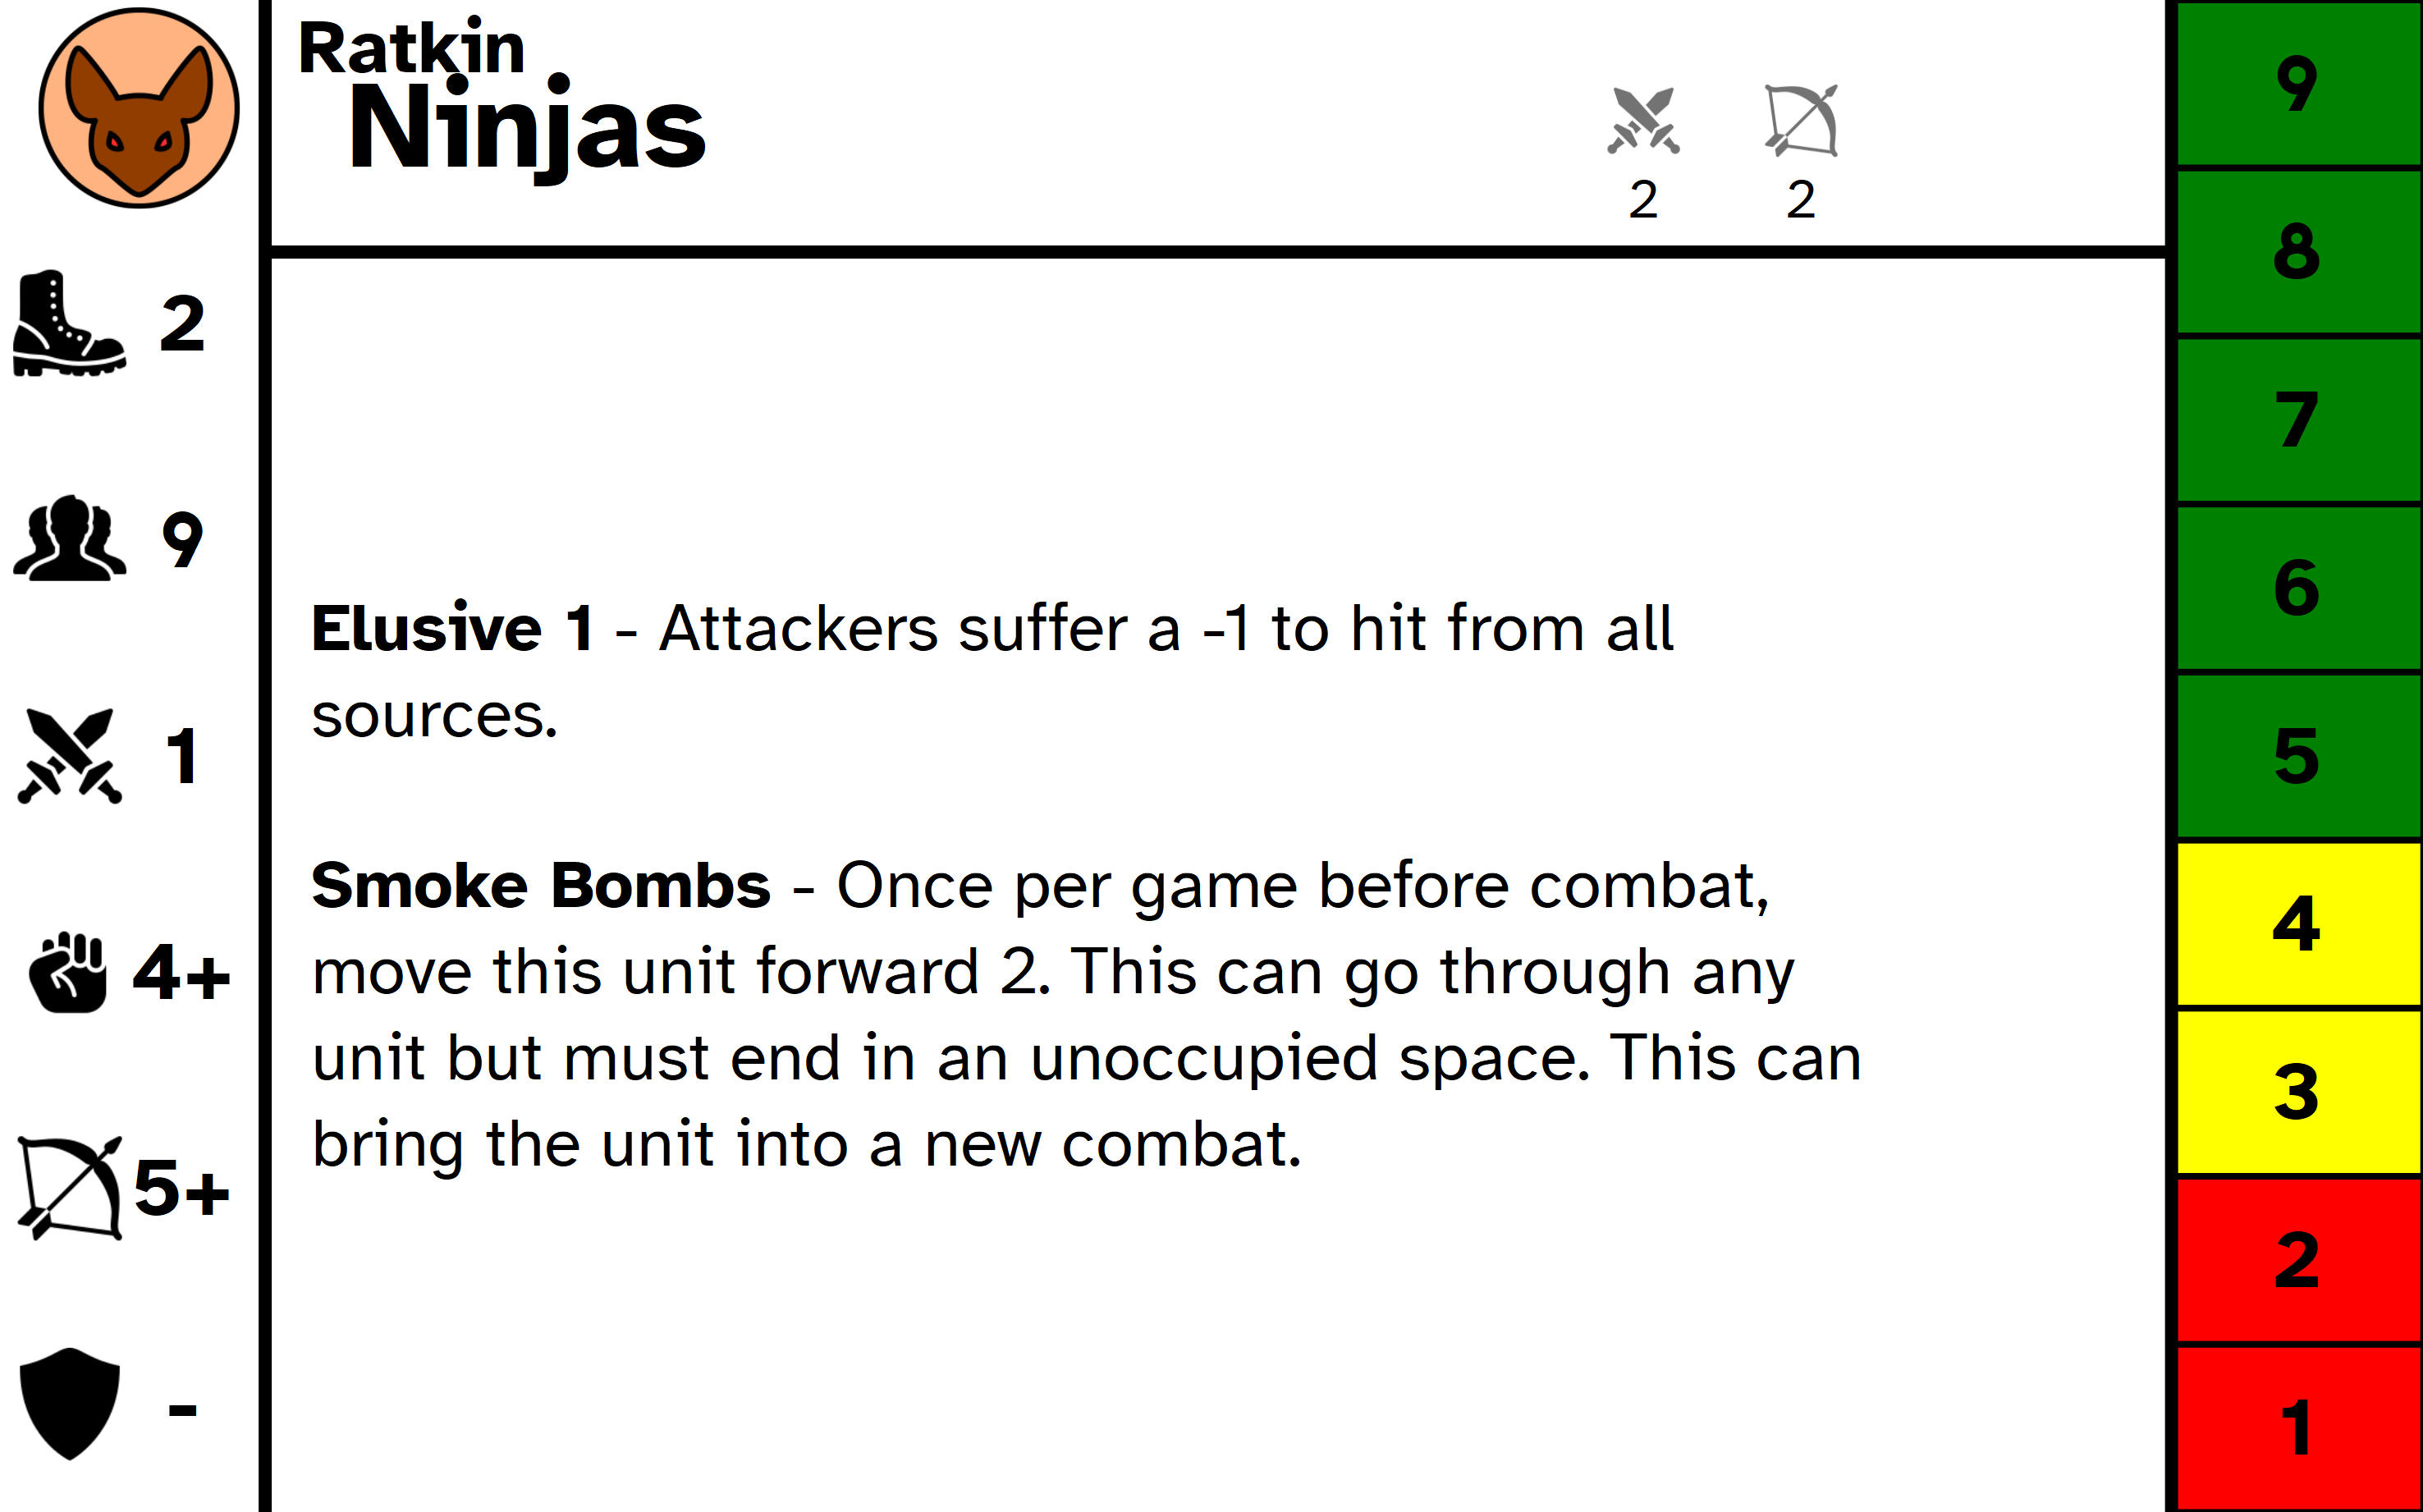 Ratkin
Ninjas
2 2
2
9
1
4+
5+
-
Elusive 1 - Attackers suffer a -1 to hit from all
sources.
Smoke Bombs - Once per game before combat,
move this unit forward 2. This can go through any
unit but must end in an unoccupied space. This can
bring the unit into a new combat.
9
8
7
6
5
4
3
2
1